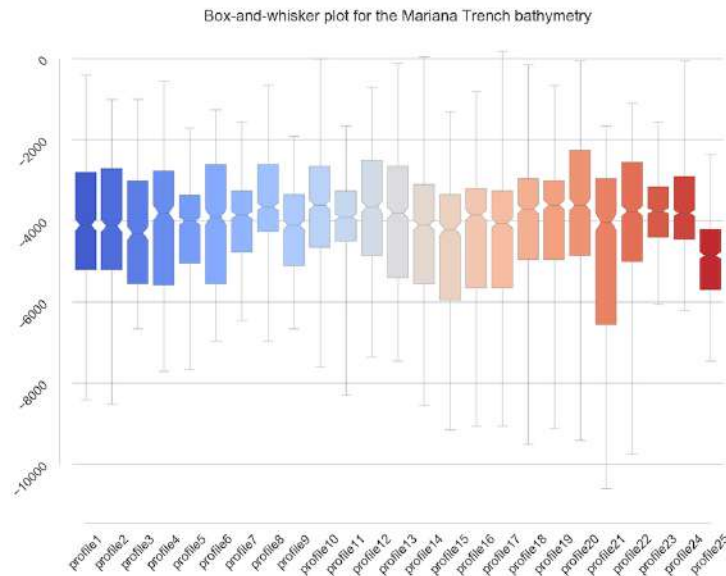 Box-and-whisker plot for the Mariana Trench bathymetry
0
−2000
−4000
−6000
−8000
−10000
profile1
profile2
profile3
profile4
profile5
profile6
profile7
profile8
profile9
profile10
profile11
profile12
profile13
profile14
profile15
profile16
profile17
profile18
profile19
profile20
profile21
profile22
profile23
profile24
profile25